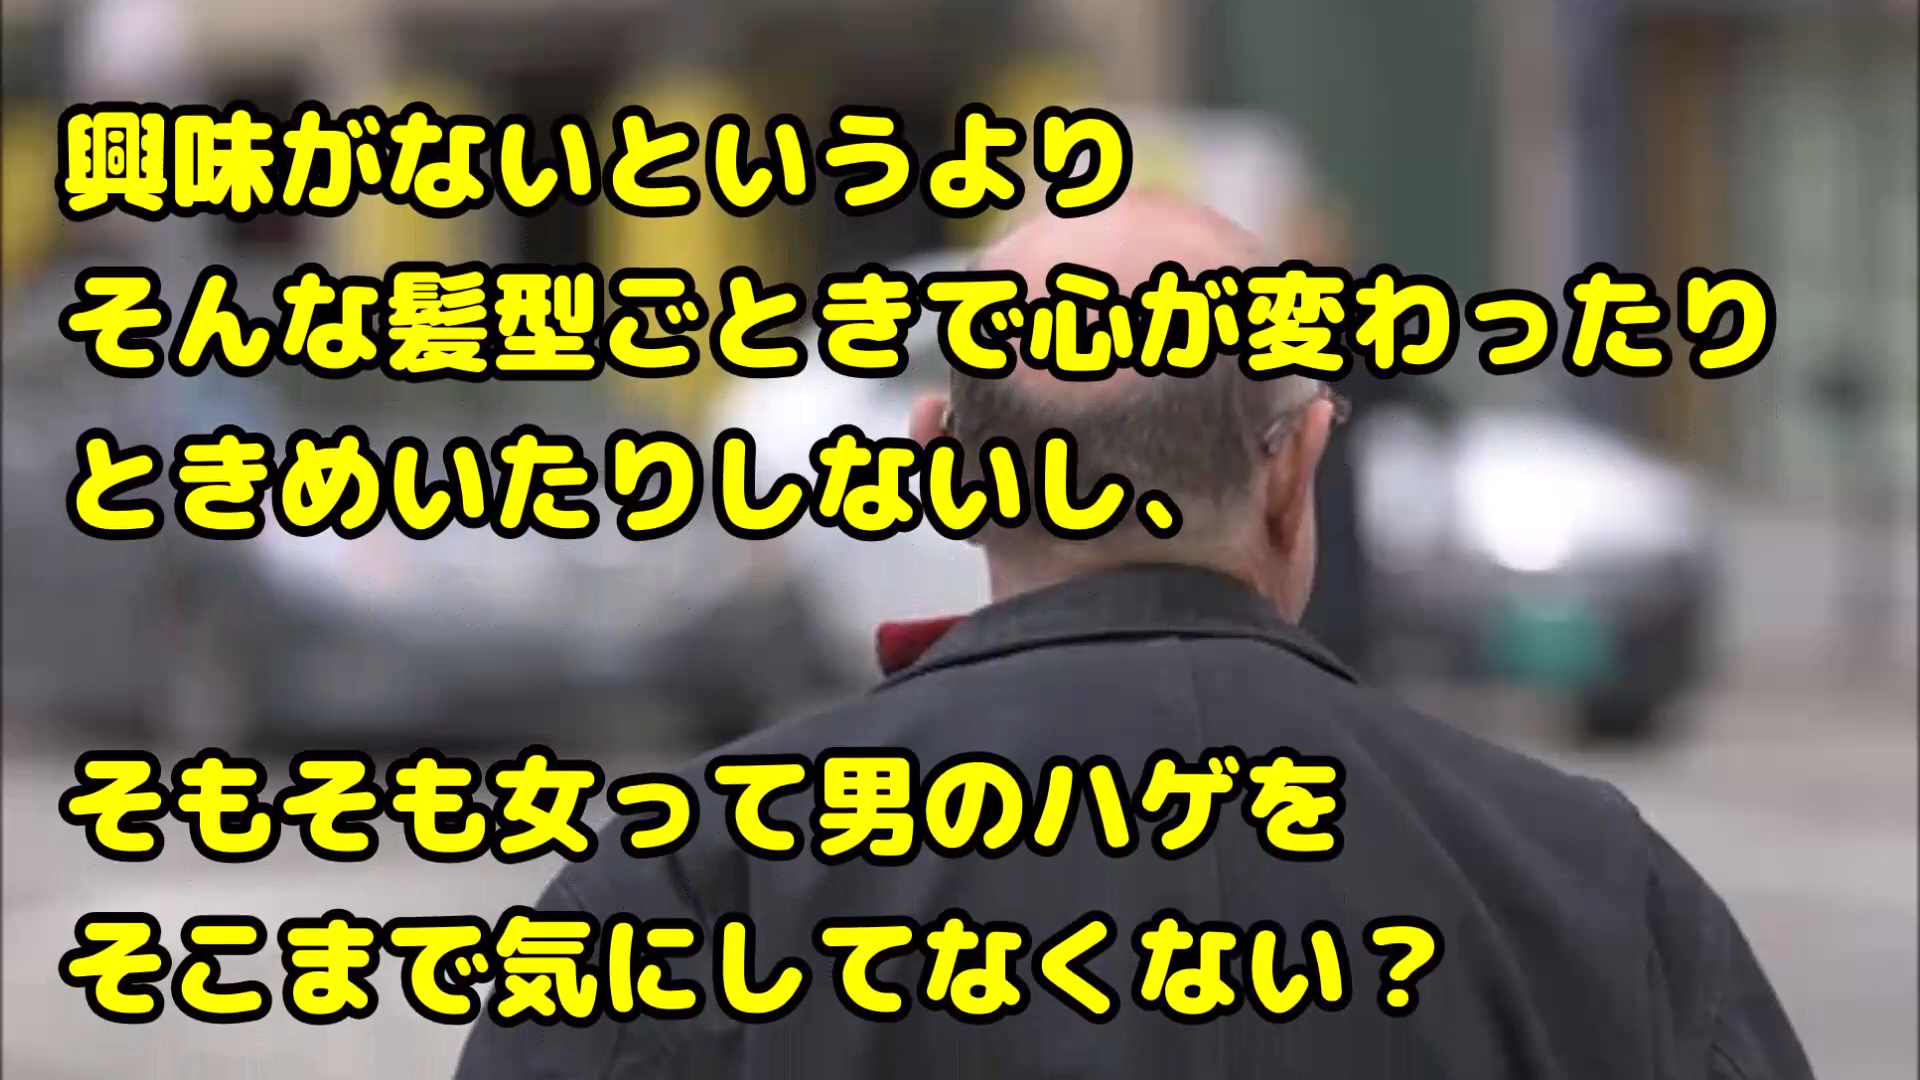 興味がないというより
そんな髪型ごときで心が変わったり
ときめいたりしないし、
そもそも女って男のハゲを
そこまで気にしてなくない？